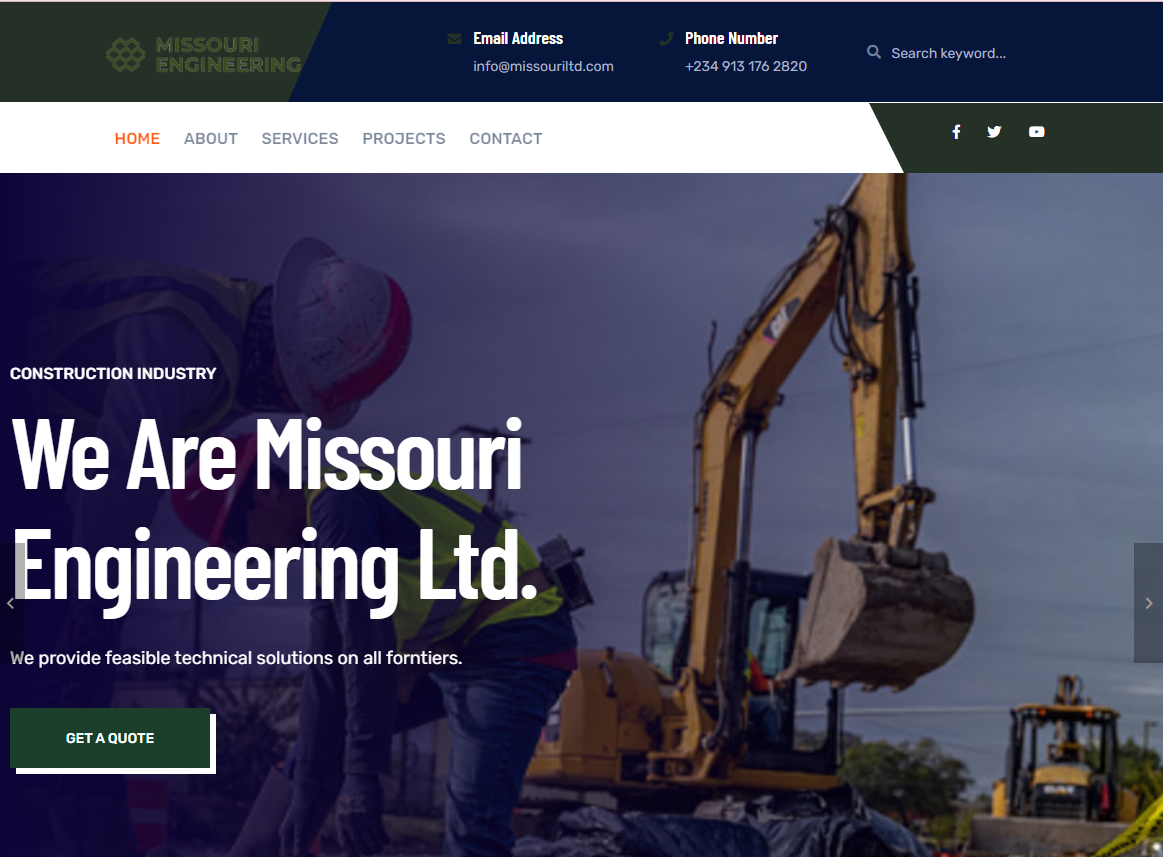 MISSOURI
ENGINEERING
Email Address
info@missouriltd.com
Phone Number
+234 913 176 2820
Search keyword...
HOME ABOUT SERVICES PROJECTS CONTACT
CONSTRUCTION INDUSTRY
We Are Missouri
Engineering Ltd.
We provide feasible technical solutions on all forntiers.
GET A QUOTE
CAT